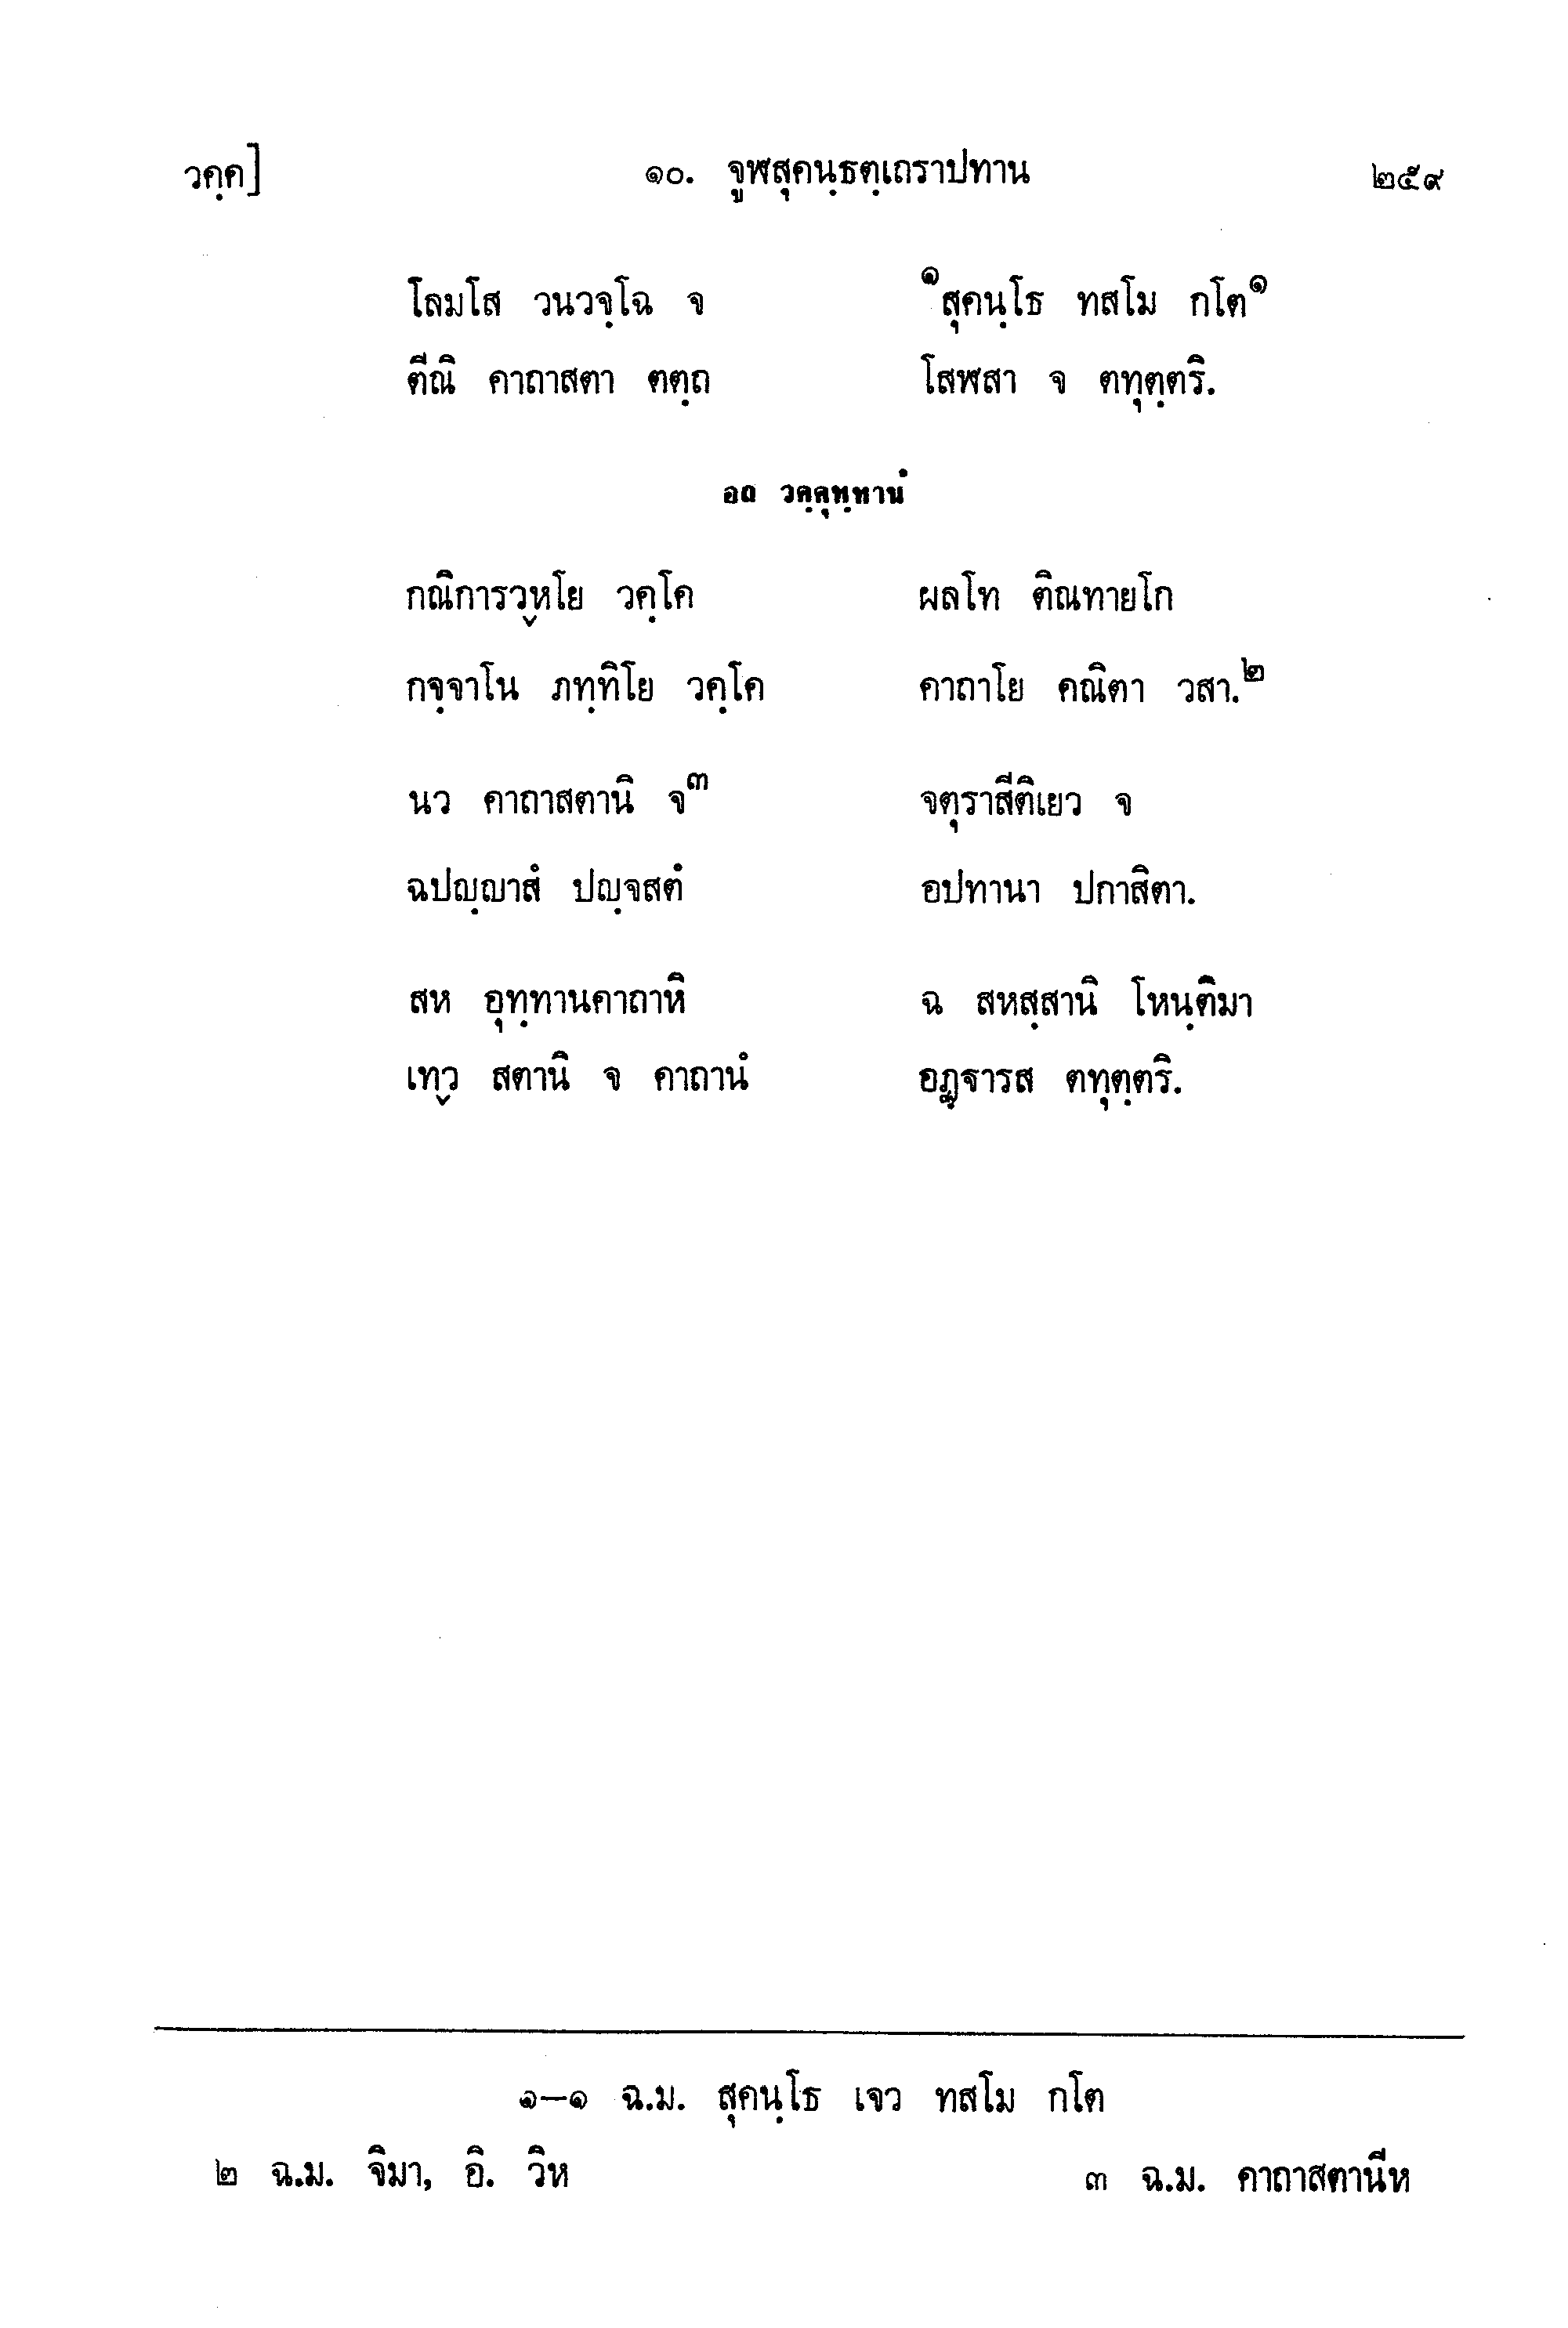 วคฺค] ๑๐. จูฬสุคนฺธตฺเถราปทาน ๒๕๙
โลมโส วนวจฺโฉ จ ๑สุคนฺโธ ทสโม กโต๑
ตีณิ คาถาสตา ตตฺถ โสฬสา จ ตทุตฺตริ.
อถ วคฺคุทฺทานํ
กณิการวฺหโย วคฺโค ผลโท ติณทายโก
กจฺจาโน ภทฺทิโย วคฺโค คาถาโย คณิตา วสา.๒
นว คาถาสตานิ จ๓ จตุราสีติเยว จ
ฉปญฺญาสํ ปญฺจสตํ อปทานา ปกาสิตา.
สห อุทฺทานคาถาหิ ฉ สหสฺสานิ โหนฺติมา
เทฺว สตานิ จ คาถานํ อฏฺฐารส ตทุตฺตริ.
๑–๑ ฉ.ม. สุคนฺโธ เจว ทสโม กโต
๒ ฉ.ม. จิมา, อิ. วิห ๓ ฉ.ม. คาถาสตานีห